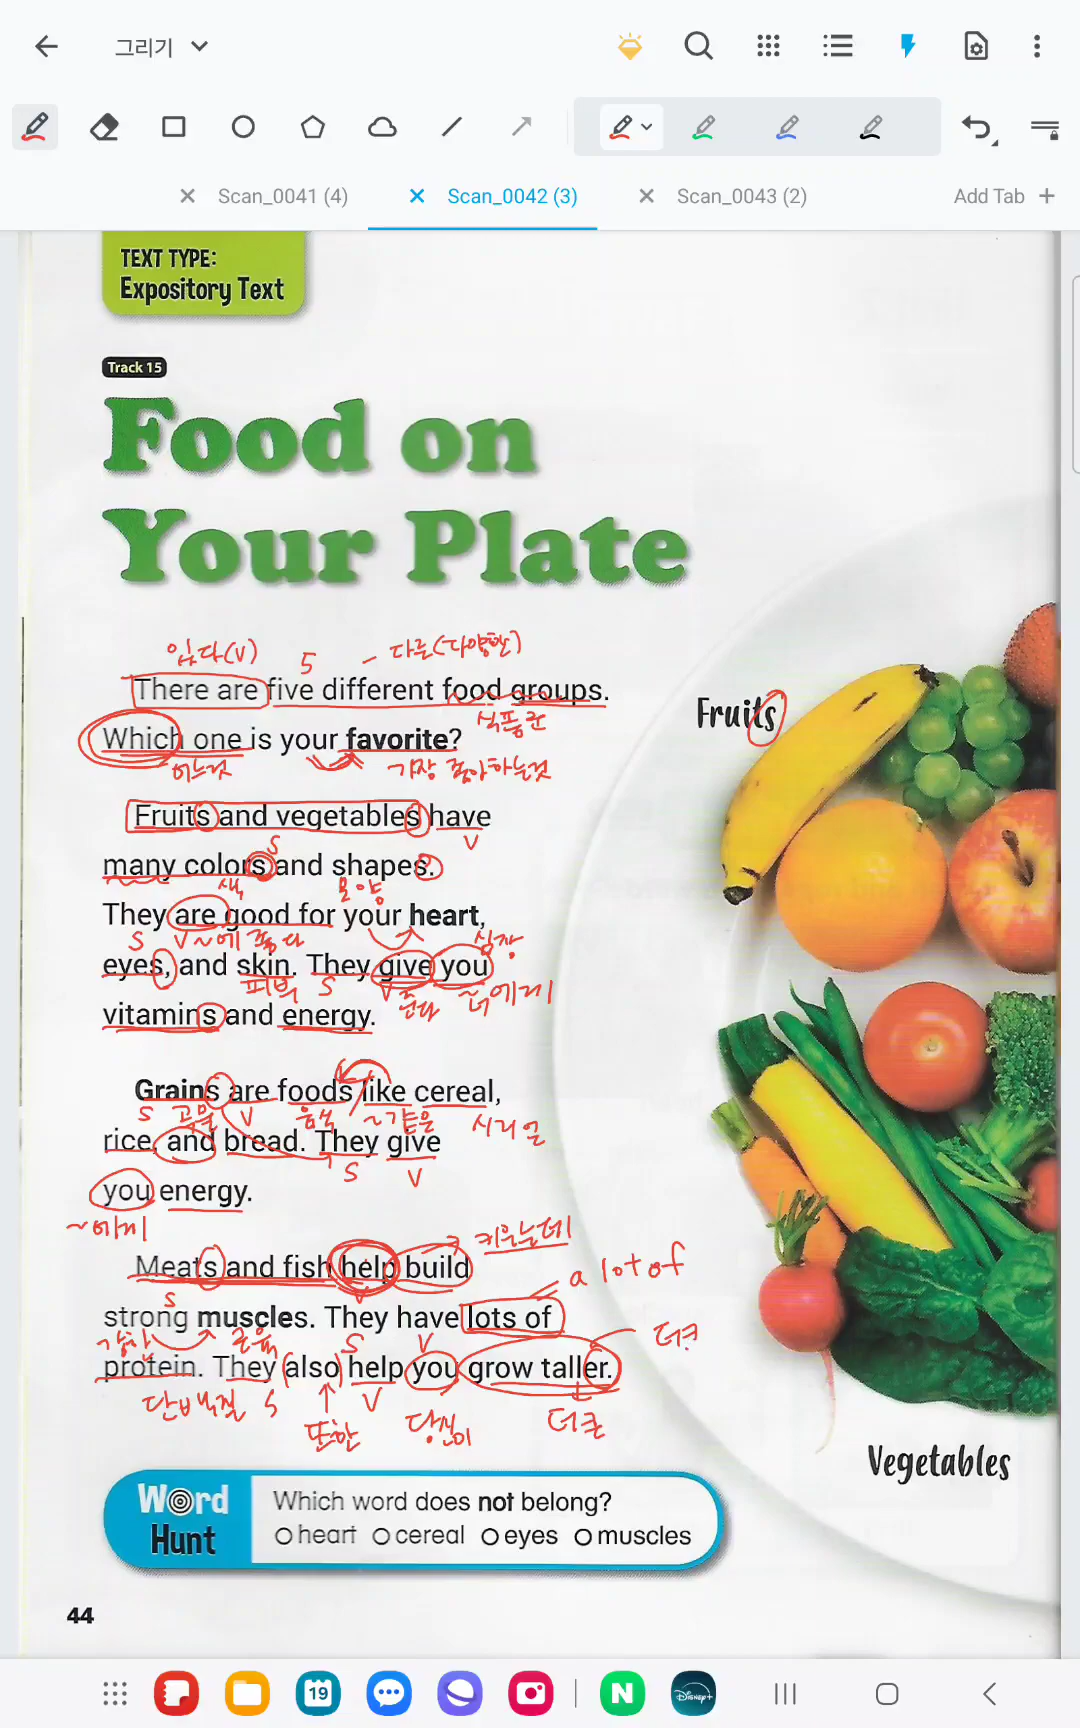 그리기
Scan_0041 (4)
Scan_0042 (3)
Scan_0043 (2)
Add Tab +
TEXT TYPE:
Expository Text
Track 15
Food on
Your Plate
있다(v) 5 다른(다양한)
There are five different food groups.
식품군
Which one is your favorite?
어느것 가장 좋아하는것
Fruits and vegetables have
S V
many colors and shapes.
색 모양
They are good for your heart,
S V ~에 좋다 심장
eyes, and skin. They give you
피부 S V 준다 ~너에게
vitamins and energy.
Grains are foods like cereal,
S 곡물 V 음식 ~같은 시리얼
rice, and bread. They give
S V
you energy.
~에게
키우는데
Meats and fish help build
S V a lot of
strong muscles. They have lots of
강한 근육 S V 더 ㅋ
protein. They also help you grow taller.
단백질 S 또한 V 당신이 더 큰
Fruits
Vegetables
Word
Hunt
Which word does not belong?
heart cereal eyes muscles
44
19
N
Disney+